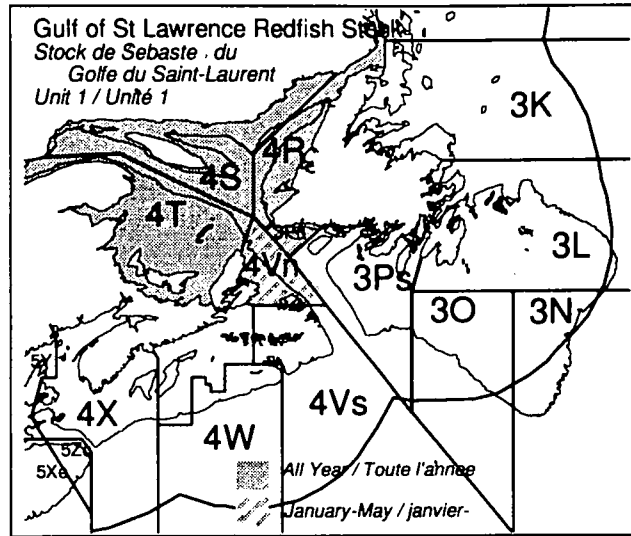 Gulf of St Lawrence Redfish Stock
Stock de Sebaste du
Golfe du Saint-Laurent
Unit 1 / Unité 1
3K
4R
4S
4T
4Vn
3Ps
3L
3O
3N
5Y
4X
4W
4Vs
5Xe
All Year / Toute l'annee
January-May / janvier-